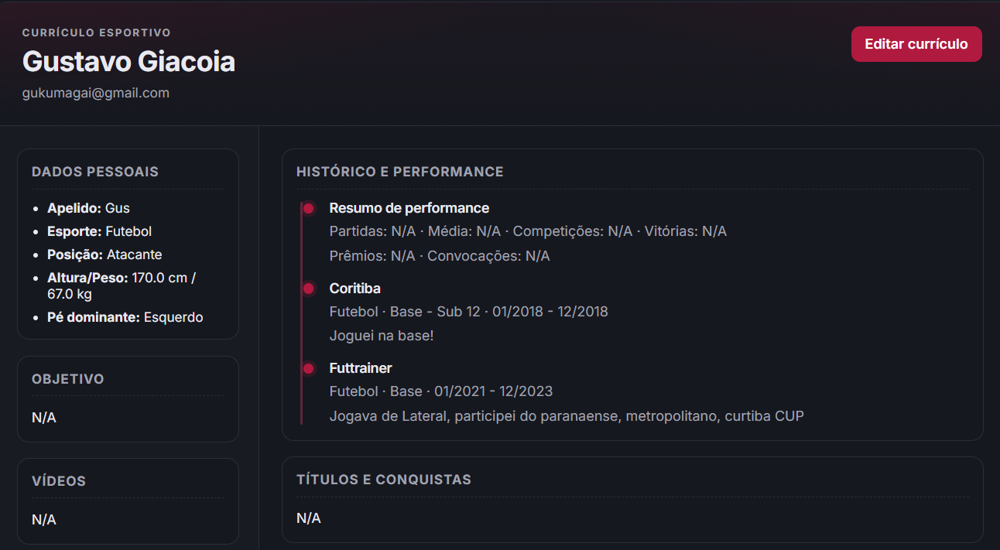 CURRÍCULO ESPORTIVO
Gustavo Giacoia
gukumagai@gmail.com
Editar currículo
DADOS PESSOAIS
Apelido: Gus
Esporte: Futebol
Posição: Atacante
Altura/Peso: 170.0 cm /
67.0 kg
Pé dominante: Esquerdo
OBJETIVO
N/A
VÍDEOS
N/A
HISTÓRICO E PERFORMANCE
Resumo de performance
Partidas: N/A · Média: N/A · Competições: N/A · Vitórias: N/A
Prêmios: N/A · Convocações: N/A
Coritiba
Futebol · Base - Sub 12 · 01/2018 - 12/2018
Joguei na base!
Futtrainer
Futebol · Base · 01/2021 - 12/2023
Jogava de Lateral, participei do paranaense, metropolitano, curtiba CUP
TÍTULOS E CONQUISTAS
N/A